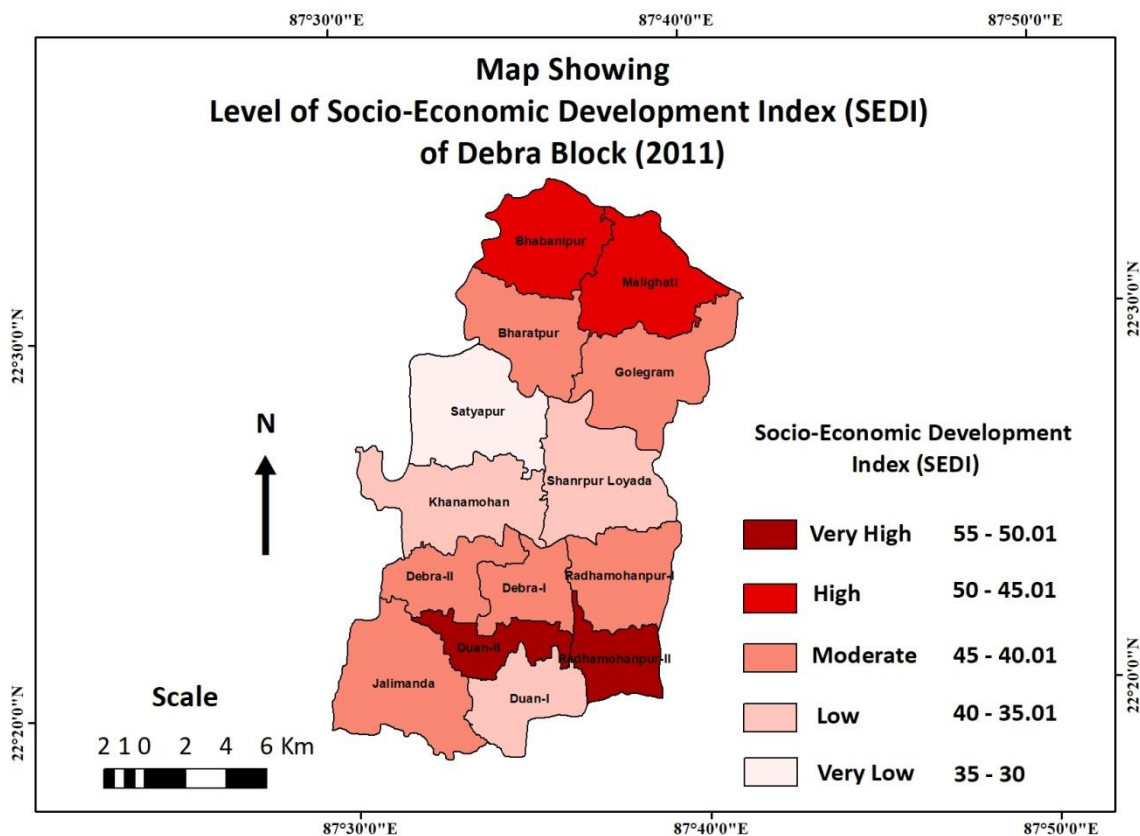 87°30'0"E 87°40'0"E 87°50'0"E
Map Showing
Level of Socio-Economic Development Index (SEDI)
of Debra Block (2011)
Bhabanipur
Malighati
22°30'0"N
Bharatpur
22°30'0"N
Golegram
Satyapur
N
Socio-Economic Development
Index (SEDI)
Shanrpur Loyada
Khanamohan
Very High 55 - 50.01
Debra-II
Debra-I
Radhamohanpur-I
High 50 - 45.01
Duan-II
Radhamohanpur-II
Moderate 45 - 40.01
Jalimanda
Duan-I
22°20'0"N
Scale
Low 40 - 35.01
22°20'0"N
2 1 0 2 4 6 Km
Very Low 35 - 30
87°30'0"E 87°40'0"E 87°50'0"E